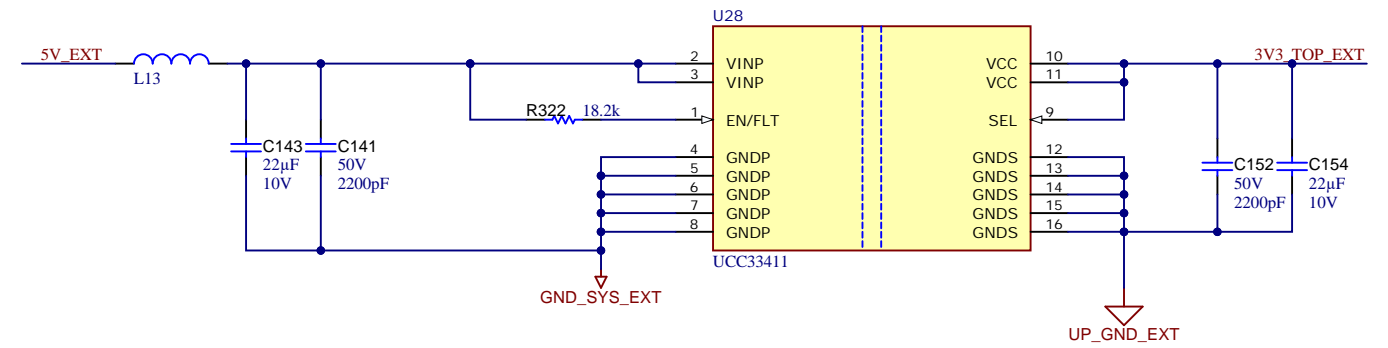 U28
5V_EXT
L13
2 VINP
3 VINP
R322 18.2k
1 EN/FLT
4 GNDP
5 GNDP
6 GNDP
7 GNDP
8 GNDP
VCC 10
VCC 11
SEL 9
GNDS 12
GNDS 13
GNDS 14
GNDS 15
GNDS 16
3V3_TOP_EXT
C143
22µF
10V
C141
50V
2200pF
C152
50V
2200pF
C154
22µF
10V
UCC33411
GND_SYS_EXT
UP_GND_EXT